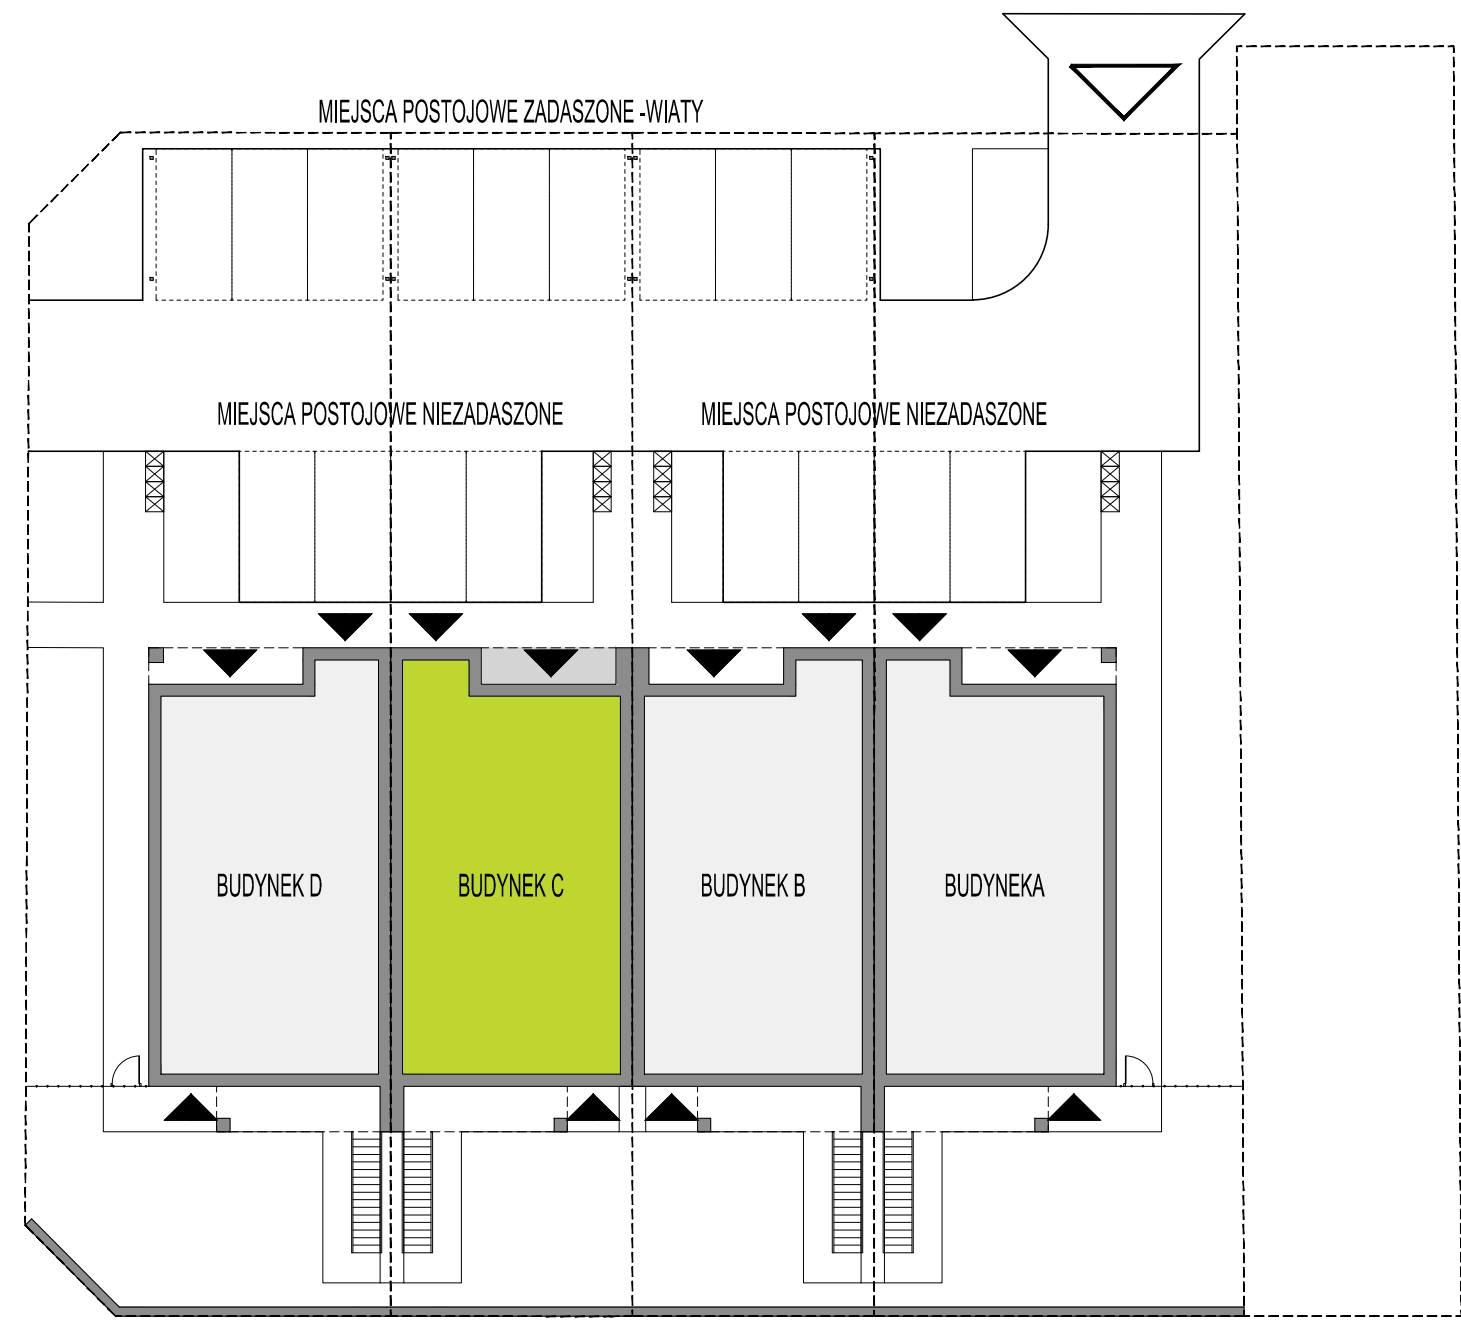 MIEJSCA POSTOJOWE ZADASZONE -WIATY
MIEJSCA POSTOJOWE NIEZADASZONE
MIEJSCA POSTOJOWE NIEZADASZONE
BUDYNEK D
BUDYNEK C
BUDYNEK B
BUDYNEKA